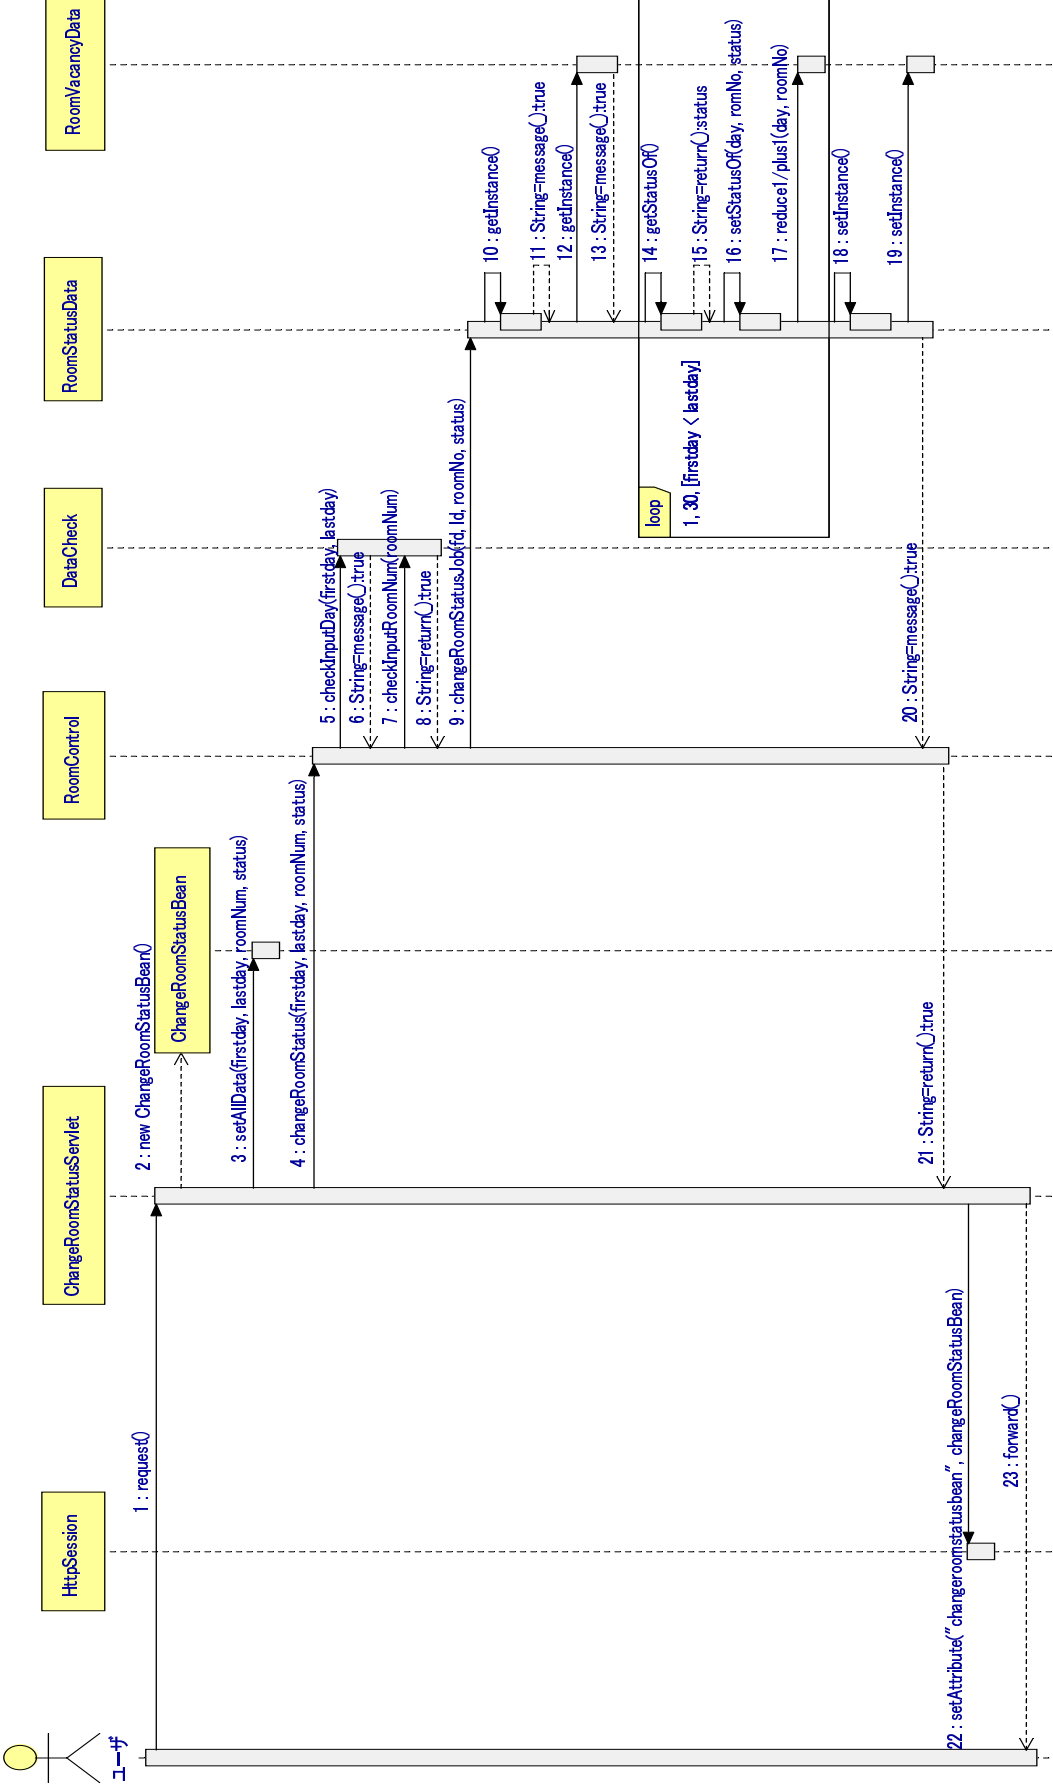 ユーザ
HttpSession
ChangeRoomStatusServlet
ChangeRoomStatusBean
RoomControl
DataCheck
RoomStatusData
RoomVacancyData
1 : request()
2 : new ChangeRoomStatusBean()
3 : setAllData(firstday, lastday, roomNum, status)
4 : changeRoomStatus(firstday, lastday, roomNum, status)
5 : checkInputDay(firstday, lastday)
6 : String=message(_):true
7 : checkInputRoomNum(roomNum)
8 : String=return(_):true
9 : changeRoomStatusJob(fd, ld, roomNo, status)
10 : getInstance()
11 : String=message(_):true
12 : getInstance()
13 : String=message(_):true
loop
1, 30, [firstday < lastday]
14 : getStatusOf()
15 : String=return(_):status
16 : setStatusOf(day, romNo, status)
17 : reduce1/plus1(day, roomNo)
18 : setInstance()
19 : setInstance()
20 : String=message(_):true
21 : String=return(_):true
22 : setAttribute("changeroomstatusbean", changeRoomStatusBean)
23 : forward(_)